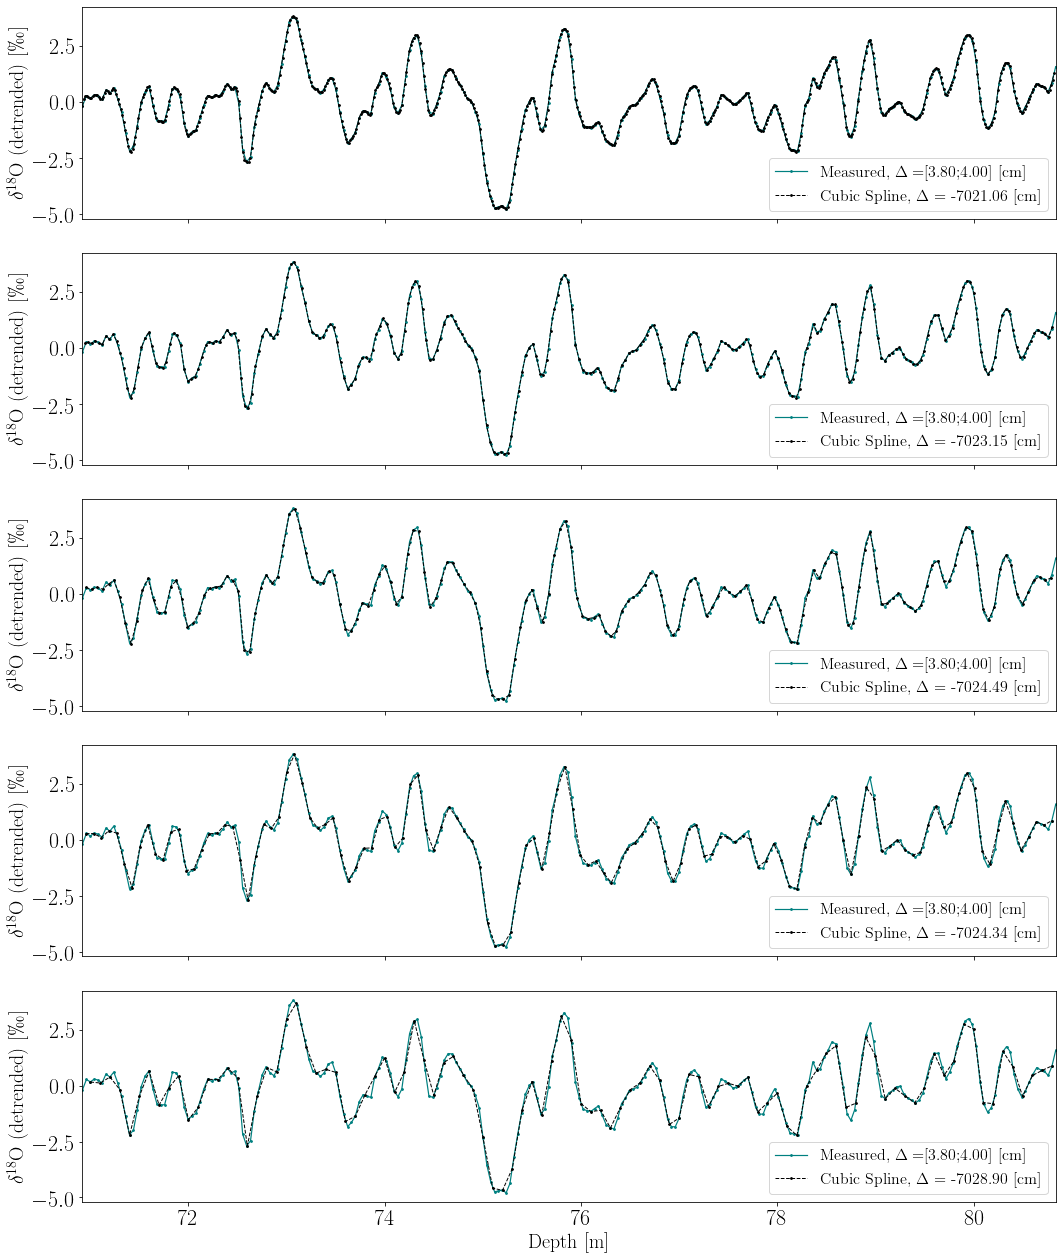 δ¹⁸O (detrended) [‰]
2.5
0.0
−2.5
−5.0
Measured, Δ =[3.80;4.00] [cm]
Cubic Spline, Δ = -7021.06 [cm]
δ¹⁸O (detrended) [‰]
2.5
0.0
−2.5
−5.0
Measured, Δ =[3.80;4.00] [cm]
Cubic Spline, Δ = -7023.15 [cm]
δ¹⁸O (detrended) [‰]
2.5
0.0
−2.5
−5.0
Measured, Δ =[3.80;4.00] [cm]
Cubic Spline, Δ = -7024.49 [cm]
δ¹⁸O (detrended) [‰]
2.5
0.0
−2.5
−5.0
Measured, Δ =[3.80;4.00] [cm]
Cubic Spline, Δ = -7024.34 [cm]
δ¹⁸O (detrended) [‰]
2.5
0.0
−2.5
−5.0
Measured, Δ =[3.80;4.00] [cm]
Cubic Spline, Δ = -7028.90 [cm]
72 74 76 78 80
Depth [m]